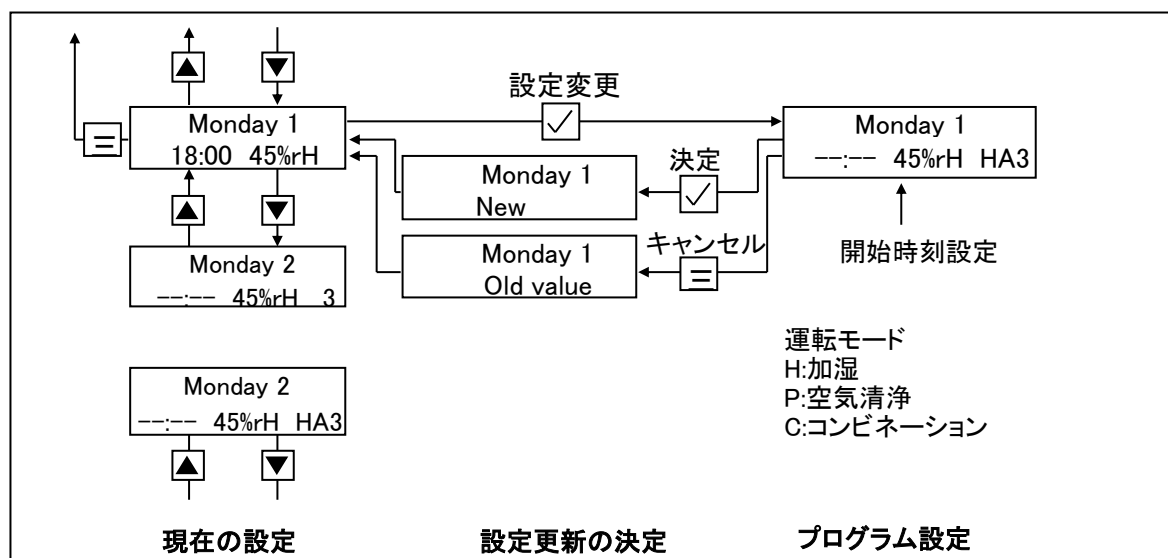 設定変更
Monday 1
18:00 45%rH
Monday 1
--:-- 45%rH HA3
決定
Monday 1
New
キャンセル
Monday 1
Old value
開始時刻設定
Monday 2
--:-- 45%rH 3
運転モード
H:加湿
P:空気清浄
C:コンビネーション
Monday 2
--:-- 45%rH HA3
現在の設定
設定更新の決定
プログラム設定